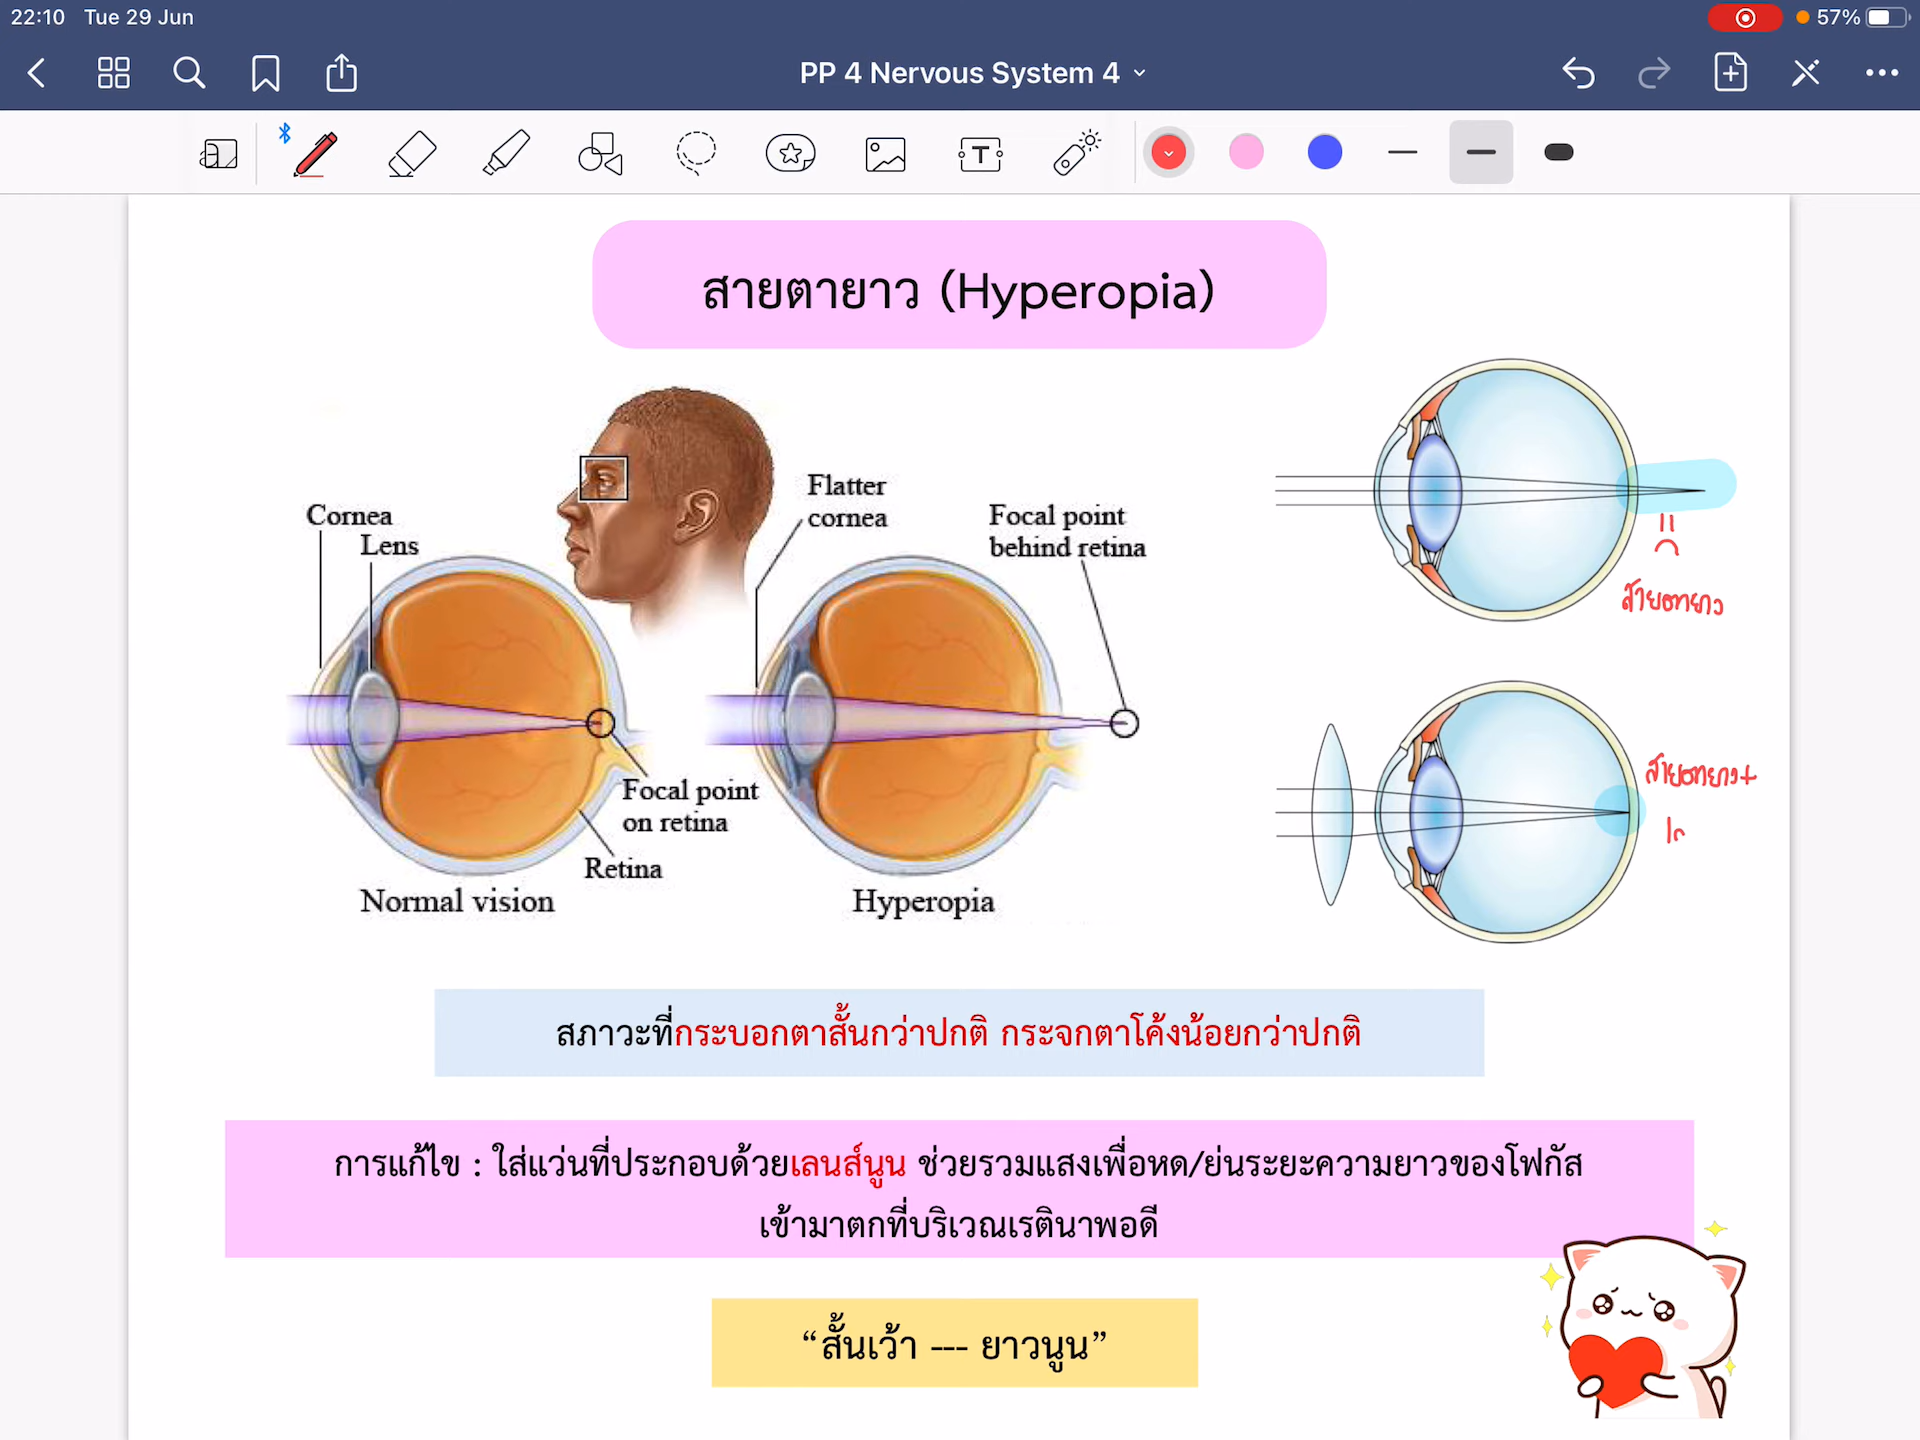 22:10 Tue 29 Jun
57%
PP 4 Nervous System 4
สายตายาว (Hyperopia)
Cornea
Lens
Flatter
cornea
Focal point
behind retina
สายตายาว
Focal point
on retina
Retina
Normal vision
Hyperopia
สายตายาว+
สภาวะที่กระบอกตาสั้นกว่าปกติ กระจกตาโค้งน้อยกว่าปกติ
การแก้ไข : ใส่แว่นที่ประกอบด้วยเลนส์นูน ช่วยรวมแสงเพื่อหด/ย่นระยะความยาวของโฟกัส
เข้ามาตกที่บริเวณเรตินาพอดี
“สั้นเว้า --- ยาวนูน”